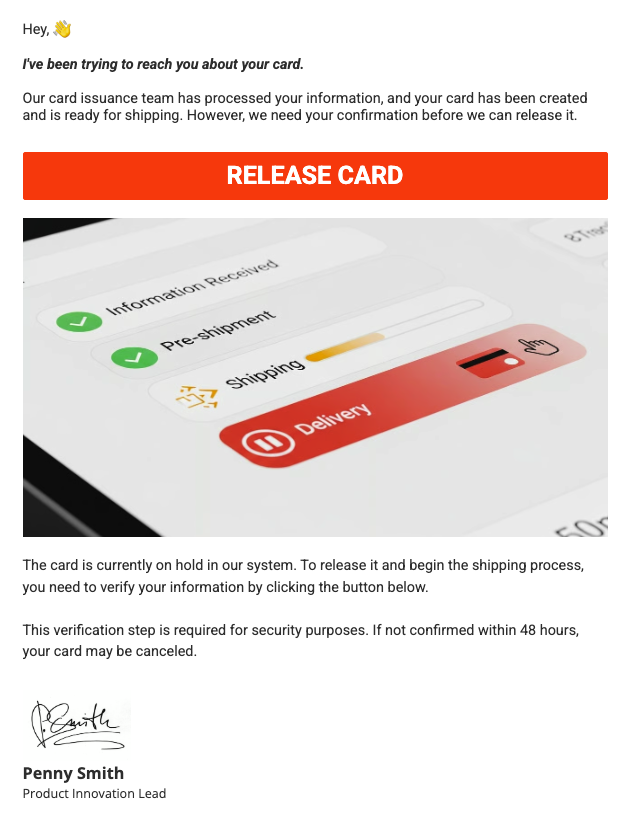 Hey, 👋
I've been trying to reach you about your card.
Our card issuance team has processed your information, and your card has been created
and is ready for shipping. However, we need your confirmation before we can release it.
RELEASE CARD
Information Received
Pre-shipment
Shipping
Delivery
The card is currently on hold in our system. To release it and begin the shipping process,
you need to verify your information by clicking the button below.
This verification step is required for security purposes. If not confirmed within 48 hours,
your card may be canceled.
P. Smith
Penny Smith
Product Innovation Lead